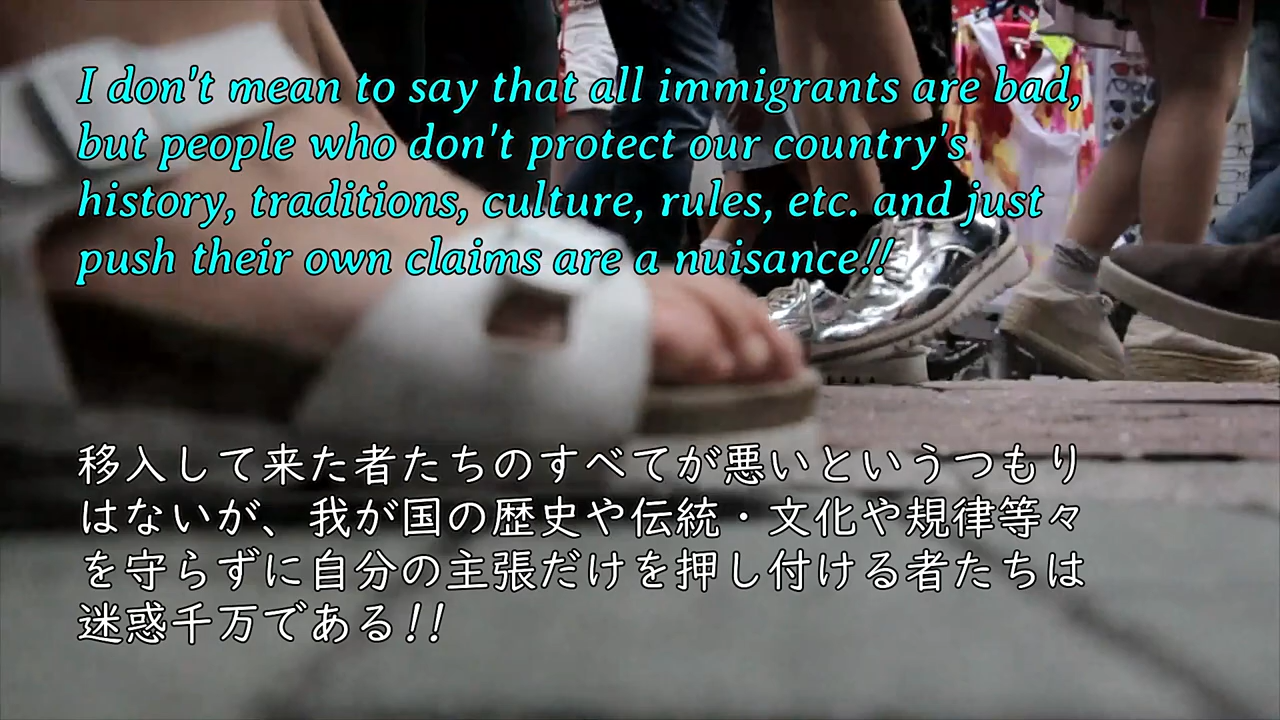 I don't mean to say that all immigrants are bad,
but people who don't protect our country's
history, traditions, culture, rules, etc. and just
push their own claims are a nuisance!!
移入して来た者たちのすべてが悪いというつもり
はないが、我が国の歴史や伝統・文化や規律等々
を守らずに自分の主張だけを押し付ける者たちは
迷惑千万である!!